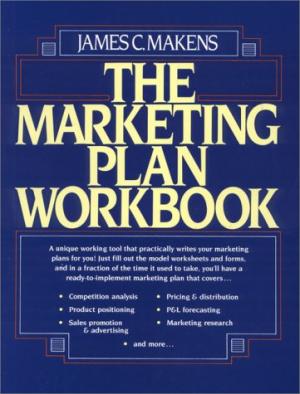 JAMES C. MAKENS
THE
MARKETING
PLAN
WORKBOOK
A unique working tool that practically writes your marketing
plans for you! Just fill out the model worksheets and forms,
and in a fraction of the time it used to take, you'll have a
ready-to-implement marketing plan that covers...
• Competition analysis
• Product positioning
• Sales promotion
& advertising
• Pricing & distribution
• P&L forecasting
• Marketing research
• and more...